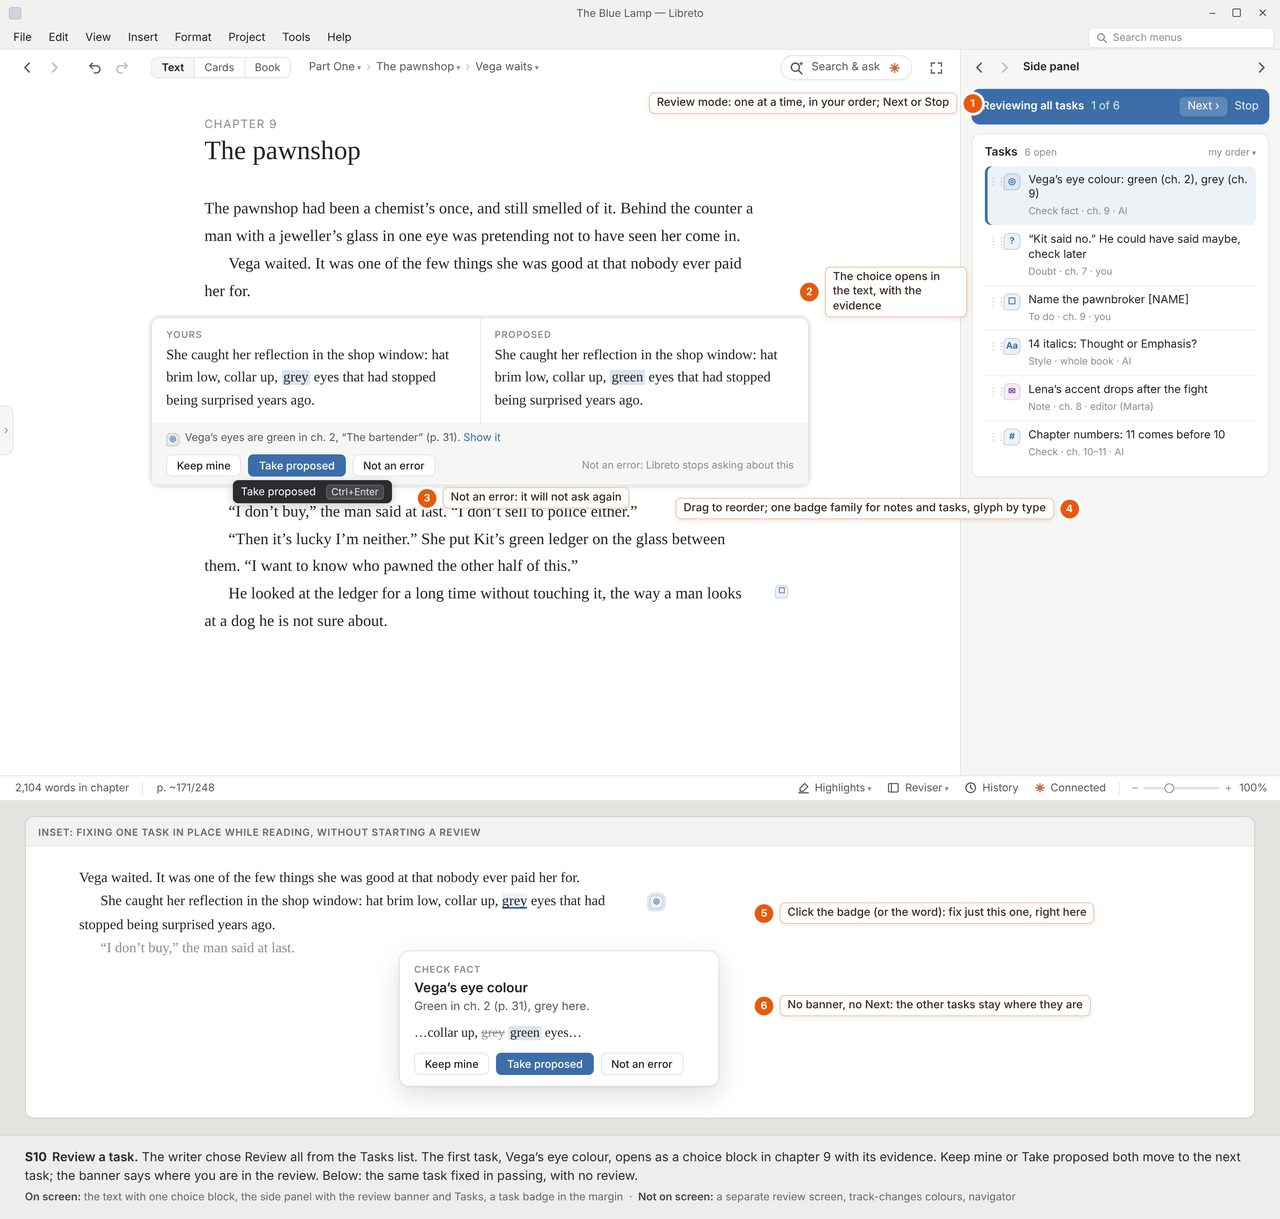 The Blue Lamp — Libreto
File Edit View Insert Format Project Tools Help
Search menus
Text Cards Book
Part One › The pawnshop › Vega waits
Search & ask
Side panel
Review mode: one at a time, in your order; Next or Stop
1
Reviewing all tasks 1 of 6 Next › Stop
CHAPTER 9
The pawnshop
The pawnshop had been a chemist’s once, and still smelled of it. Behind the counter a
man with a jeweller’s glass in one eye was pretending not to have seen her come in.
Vega waited. It was one of the few things she was good at that nobody ever paid
her for.
2
The choice opens in
the text, with the
evidence
YOURS
She caught her reflection in the shop window: hat
brim low, collar up, grey eyes that had stopped
being surprised years ago.
PROPOSED
She caught her reflection in the shop window: hat
brim low, collar up, green eyes that had stopped
being surprised years ago.
Vega’s eyes are green in ch. 2, “The bartender” (p. 31). Show it
Keep mine Take proposed Not an error
Not an error: Libreto stops asking about this
Take proposed Ctrl+Enter
3
Not an error: it will not ask again
“I don’t buy,” the man said at last. “I don’t sell to police either.”
Drag to reorder; one badge family for notes and tasks, glyph by type
4
“Then it’s lucky I’m neither.” She put Kit’s green ledger on the glass between
them. “I want to know who pawned the other half of this.”
He looked at the ledger for a long time without touching it, the way a man looks
at a dog he is not sure about.
Tasks 6 open my order
Vega’s eye colour: green (ch. 2), grey (ch.
9)
Check fact · ch. 9 · AI
?
“Kit said no.” He could have said maybe,
check later
Doubt · ch. 7 · you
Name the pawnbroker [NAME]
To do · ch. 9 · you
Aa
14 italics: Thought or Emphasis?
Style · whole book · AI
Lena’s accent drops after the fight
Note · ch. 8 · editor (Marta)
#
Chapter numbers: 11 comes before 10
Check · ch. 10–11 · AI
2,104 words in chapter p. ~171/248
Highlights Reviser History Connected − + 100%
INSET: FIXING ONE TASK IN PLACE WHILE READING, WITHOUT STARTING A REVIEW
Vega waited. It was one of the few things she was good at that nobody ever paid her for.
She caught her reflection in the shop window: hat brim low, collar up, grey eyes that had
stopped being surprised years ago.
“I don’t buy,” the man said at last.
5
Click the badge (or the word): fix just this one, right here
CHECK FACT
Vega’s eye colour
Green in ch. 2 (p. 31), grey here.
…collar up, grey green eyes…
Keep mine Take proposed Not an error
6
No banner, no Next: the other tasks stay where they are
S10 Review a task. The writer chose Review all from the Tasks list. The first task, Vega’s eye colour, opens as a choice block in chapter 9 with its evidence. Keep mine or Take proposed both move to the next
task; the banner says where you are in the review. Below: the same task fixed in passing, with no review.
On screen: the text with one choice block, the side panel with the review banner and Tasks, a task badge in the margin · Not on screen: a separate review screen, track-changes colours, navigator